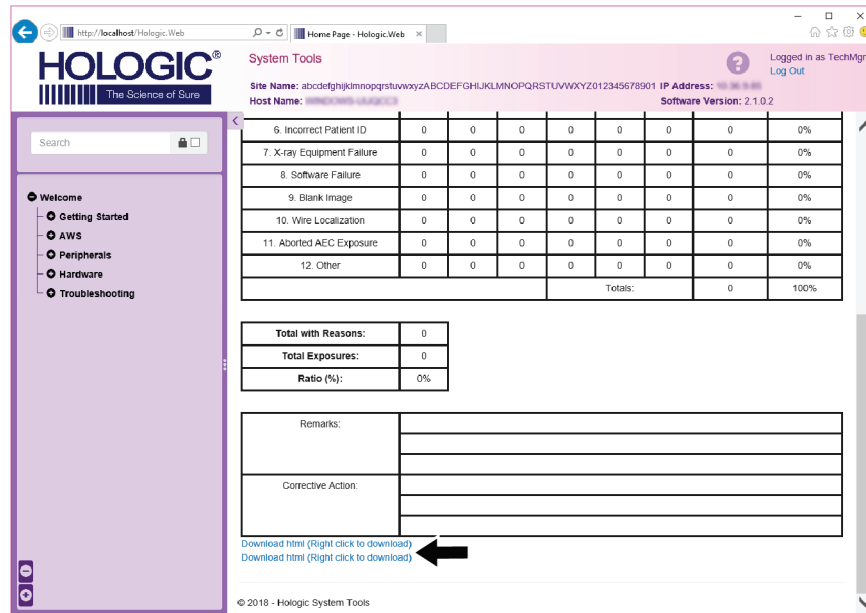 http://localhost/Hologic.Web
Home Page - Hologic.Web
HOLOGIC®
The Science of Sure
System Tools
Logged in as TechMgr
Log Out
Site Name: abcdefghijklmnopqrstuvwxyzABCDEFGHIJKLMNOPQRSTUVWXYZ012345678901 IP Address:
Host Name: Software Version: 2.1.0.2
Search
Welcome
Getting Started
AWS
Peripherals
Hardware
Troubleshooting
6. Incorrect Patient ID 0 0 0 0 0 0 0 0%
7. X-ray Equipment Failure 0 0 0 0 0 0 0 0%
8. Software Failure 0 0 0 0 0 0 0 0%
9. Blank Image 0 0 0 0 0 0 0 0%
10. Wire Localization 0 0 0 0 0 0 0 0%
11. Aborted AEC Exposure 0 0 0 0 0 0 0 0%
12. Other 0 0 0 0 0 0 0 0%
Totals: 0 100%
Total with Reasons: 0
Total Exposures: 0
Ratio (%): 0%
Remarks:
Corrective Action:
Download html (Right click to download)
Download html (Right click to download)
© 2018 - Hologic System Tools